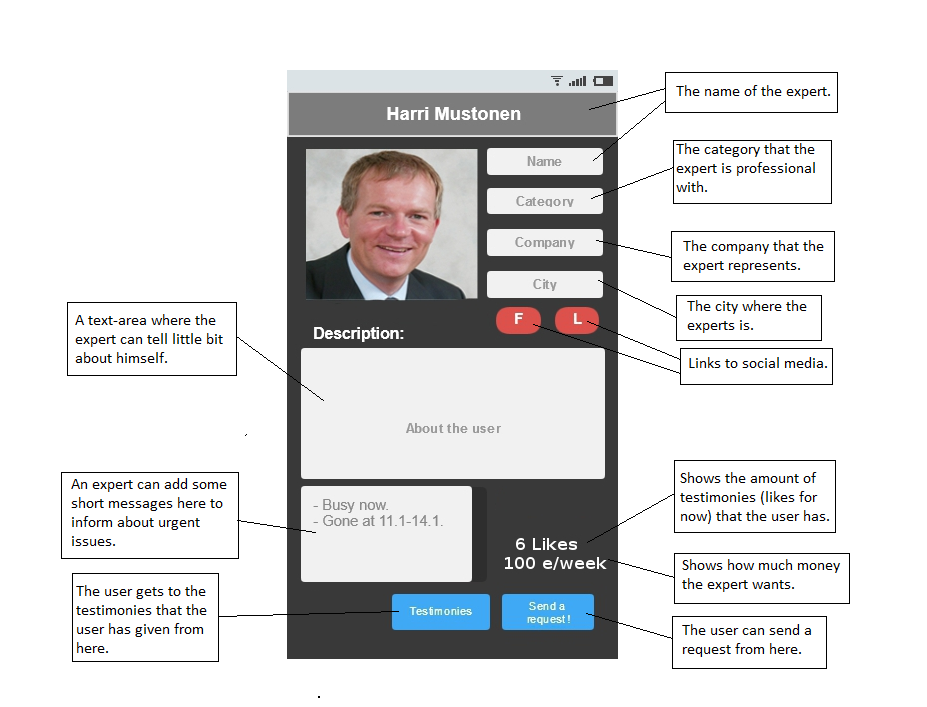 Harri Mustonen
The name of the expert.
Name
The category that the
expert is professional
with.
Category
Company
The company that the
expert represents.
City
The city where the
experts is.
A text-area where the
expert can tell little bit
about himself.
F
L
Description:
Links to social media.
About the user
An expert can add some
short messages here to
inform about urgent
issues.
- Busy now.
- Gone at 11.1-14.1.
Shows the amount of
testimonies (likes for
now) that the user has.
6 Likes
100 e/week
Shows how much money
the expert wants.
The user gets to the
testimonies that the
user has given from
here.
Testimonies
Send a
request !
The user can send a
request from here.